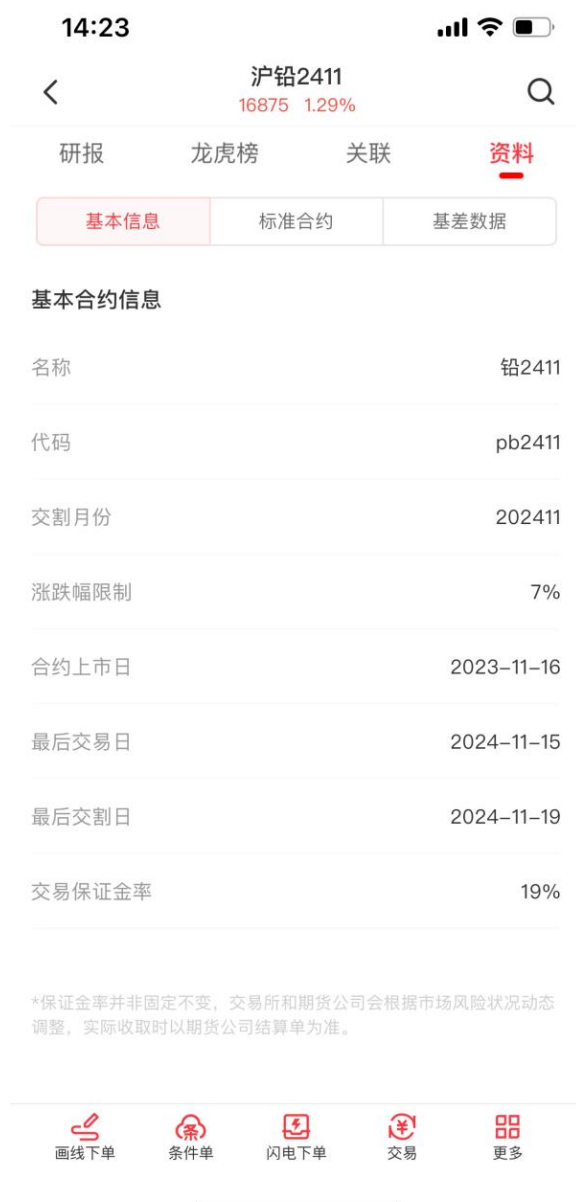 14:23
沪铅2411
16875 1.29%
研报 龙虎榜 关联 资料
基本信息 标准合约 基差数据
基本合约信息
名称 铅2411
代码 pb2411
交割月份 202411
涨跌幅限制 7%
合约上市日 2023-11-16
最后交易日 2024-11-15
最后交割日 2024-11-19
交易保证金率 19%
*保证金率并非固定不变，交易所和期货公司会根据市场风险状况动态
调整，实际收取时以期货公司结算单为准。
条 ¥
画线下单 条件单 闪电下单 交易 更多